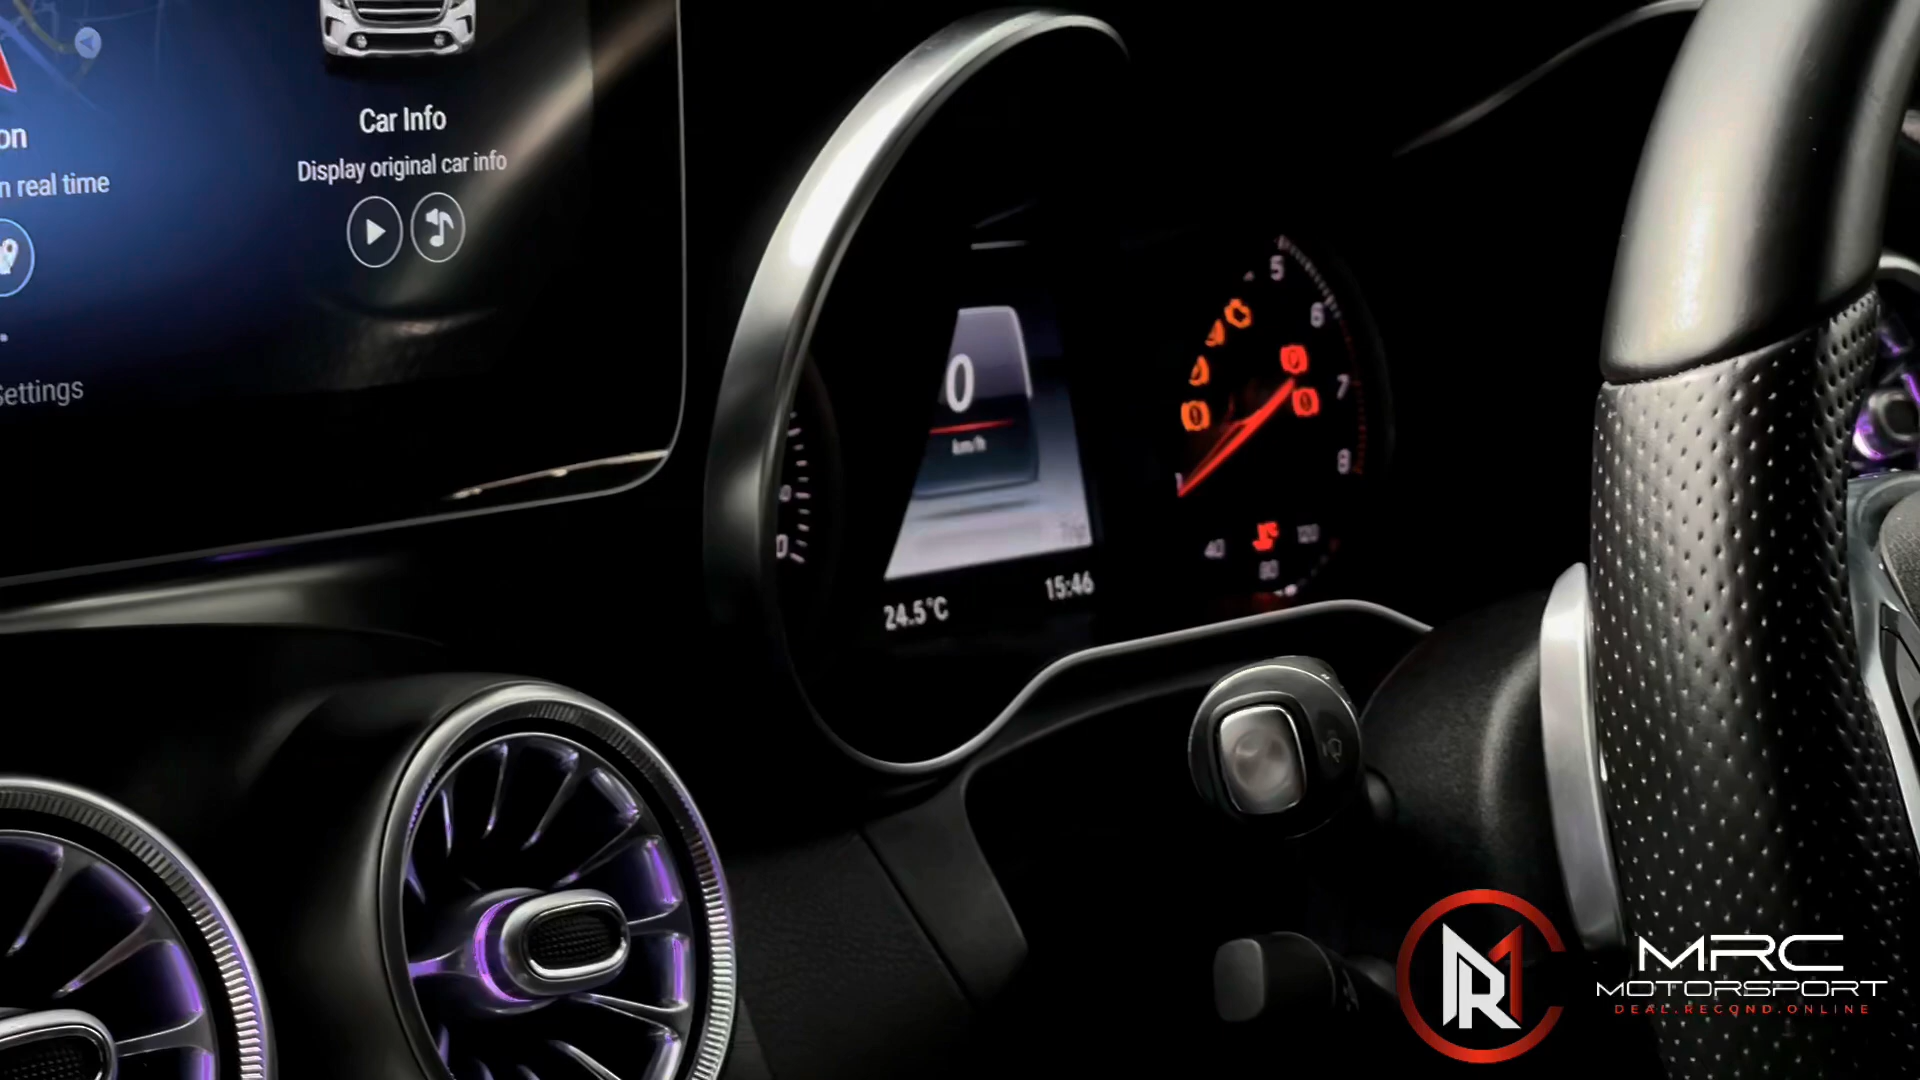 on
n real time
Settings
Car Info
Display original car info
0
km/h
24.5°C
15:46
5
6
7
8
40
80
120
MRC
MOTORSPORT
DEAL.RECOND.ONLINE